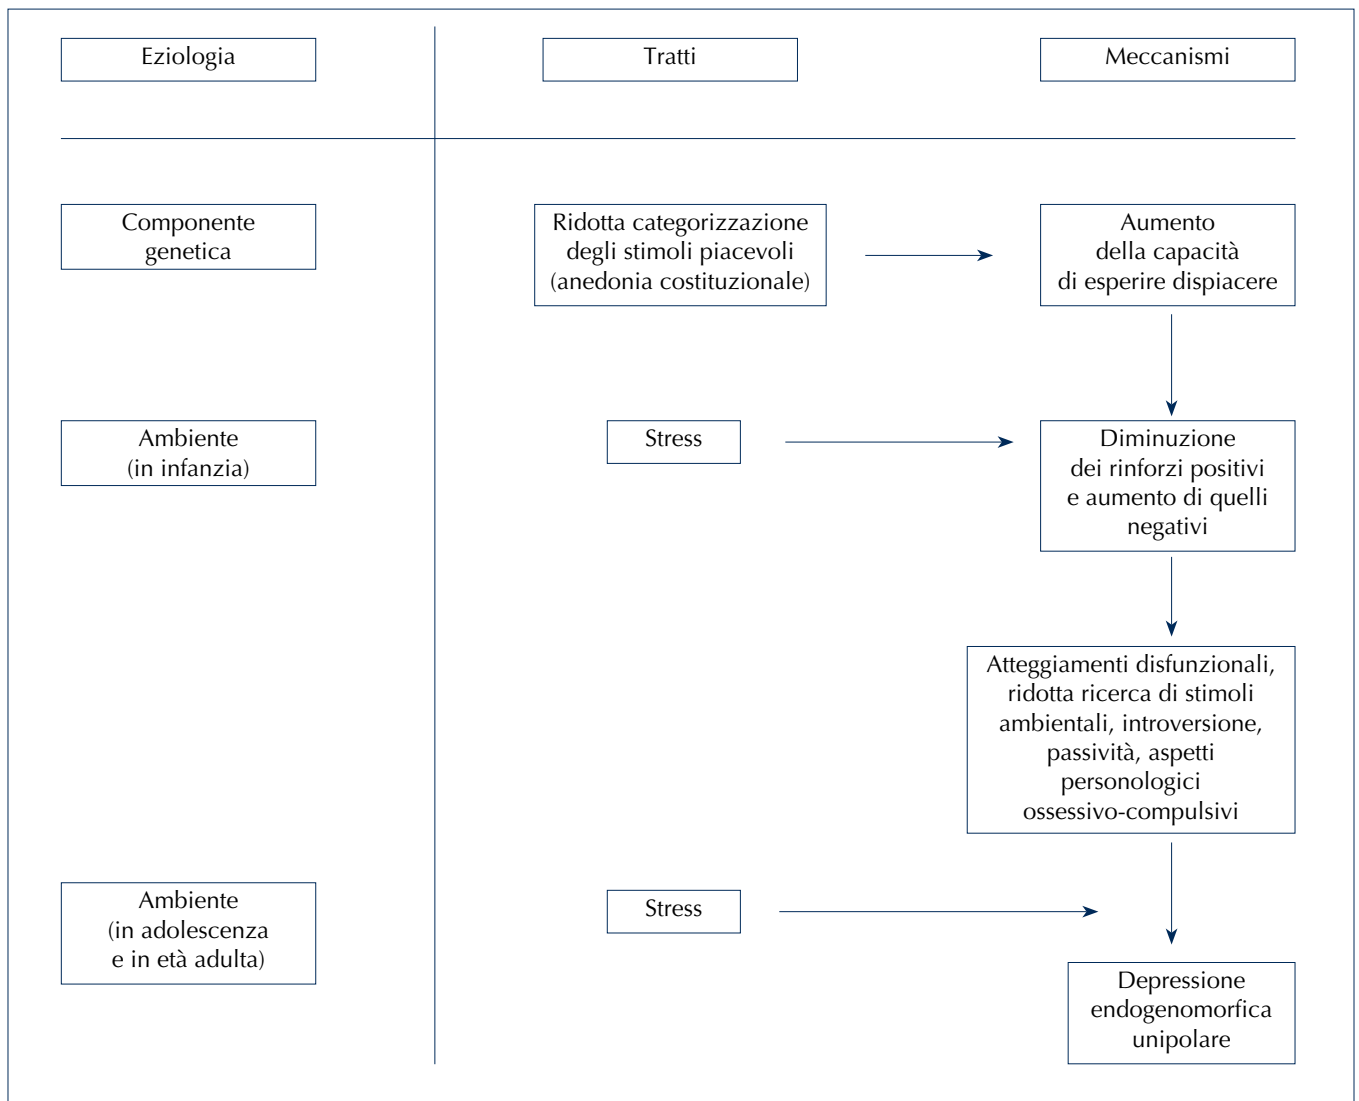 Eziologia
Tratti
Meccanismi
Componente
genetica
Ridotta categorizzazione
degli stimoli piacevoli
(anedonia costituzionale)
Aumento
della capacità
di esperire dispiacere
Ambiente
(in infanzia)
Stress
Diminuzione
dei rinforzi positivi
e aumento di quelli
negativi
Atteggiamenti disfunzionali,
ridotta ricerca di stimoli
ambientali, introversione,
passività, aspetti
personologici
ossessivo-compulsivi
Ambiente
(in adolescenza
e in età adulta)
Stress
Depressione
endogenomorfica
unipolare